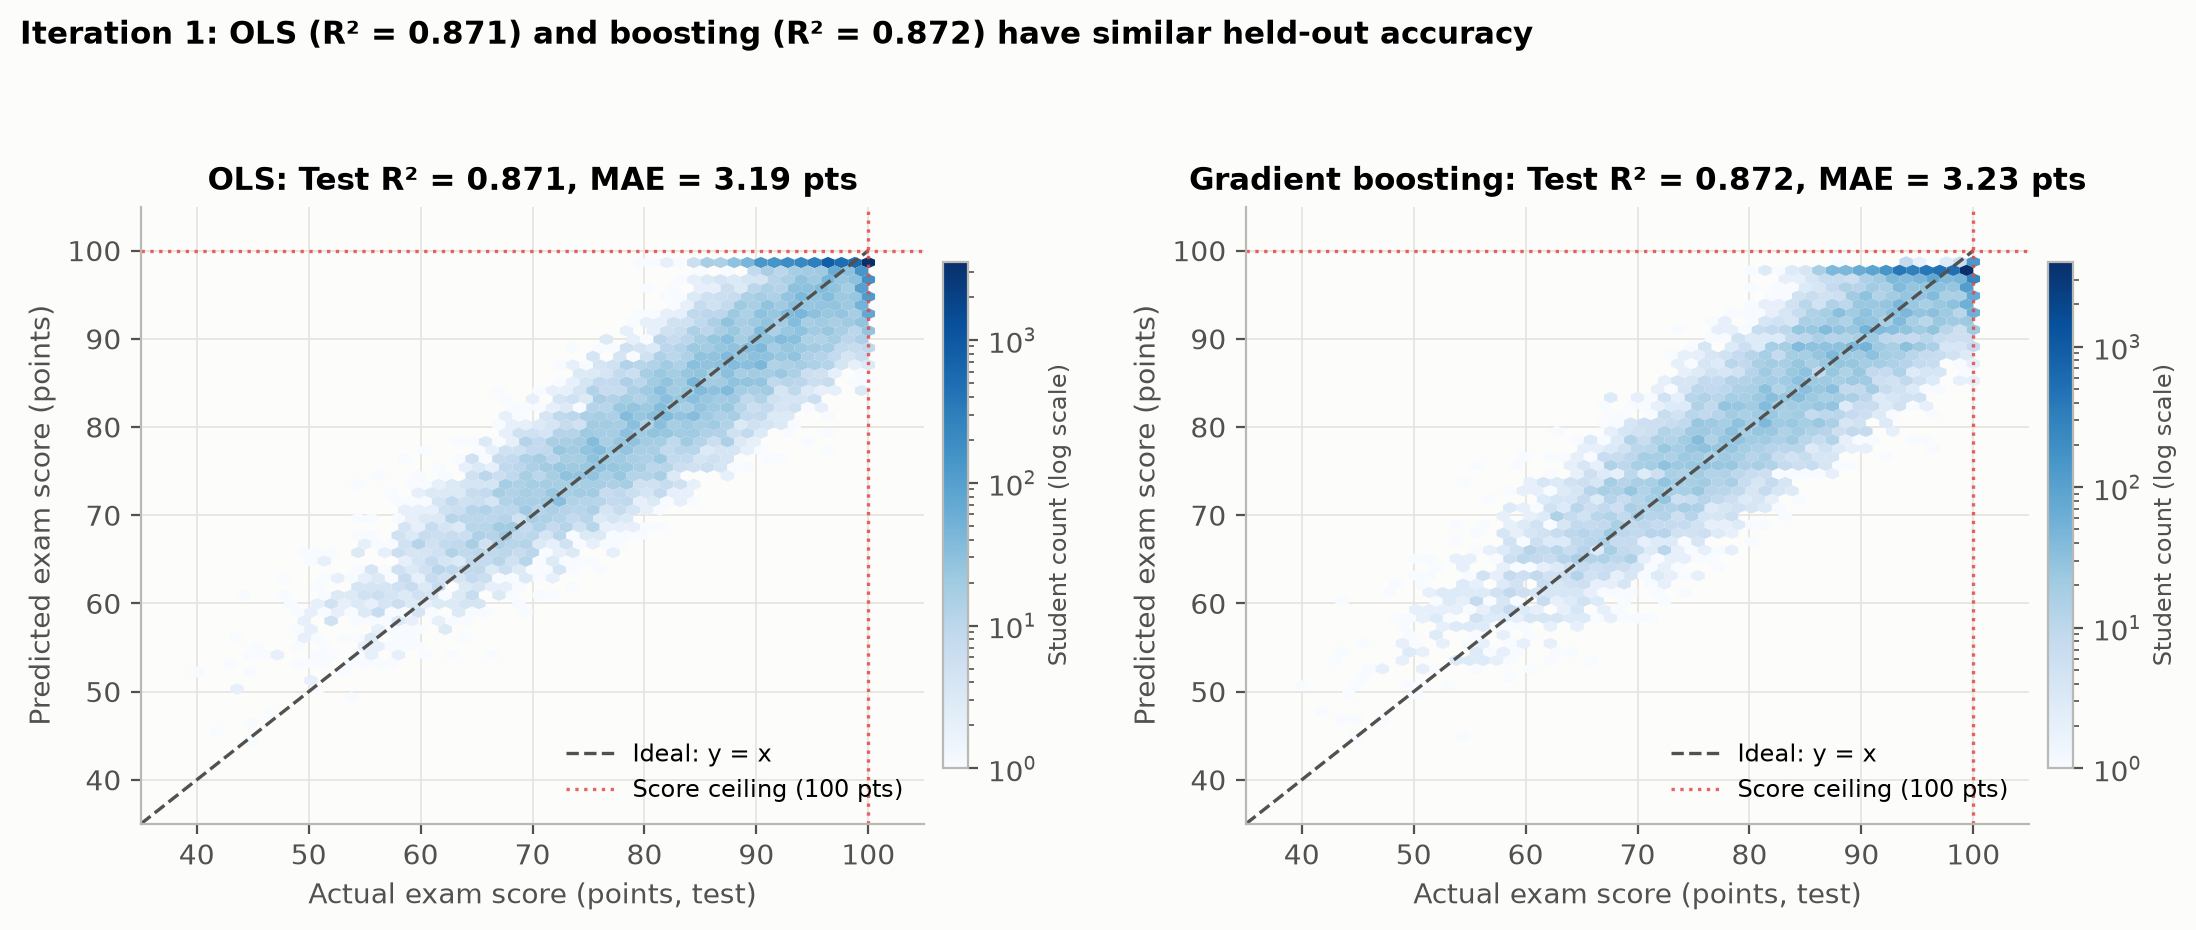 Iteration 1: OLS (R² = 0.871) and boosting (R² = 0.872) have similar held-out accuracy
OLS: Test R² = 0.871, MAE = 3.19 pts
Predicted exam score (points)
100
90
80
70
60
50
40
40 50 60 70 80 90 100
Actual exam score (points, test)
Ideal: y = x
Score ceiling (100 pts)
10³
10²
10¹
10⁰
Student count (log scale)
Gradient boosting: Test R² = 0.872, MAE = 3.23 pts
Predicted exam score (points)
100
90
80
70
60
50
40
40 50 60 70 80 90 100
Actual exam score (points, test)
Ideal: y = x
Score ceiling (100 pts)
10³
10²
10¹
10⁰
Student count (log scale)